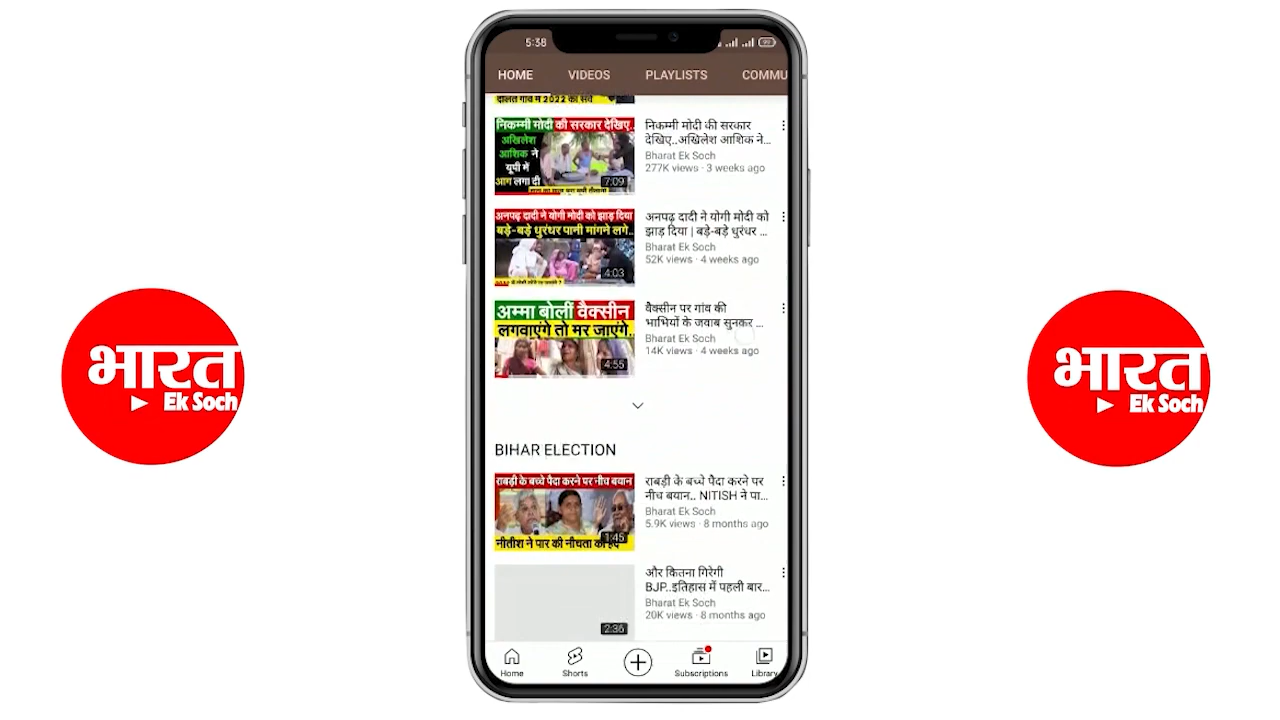 5:38
HOME VIDEOS PLAYLISTS COMMU
दलित गांव में 2022 का सर्वे
निकम्मी मोदी की सरकार देखिए..
अखिलेश
आशिक ने
यूपी में
आग लगा दी
7:09
निकम्मी मोदी की सरकार
देखिए..अखिलेश आशिक ने...
Bharat Ek Soch
277K views · 3 weeks ago
अनपढ़ दादी ने योगी मोदी को झाड़ दिया
बड़े-बड़े धुरंधर पानी मांगने लगे..
4:03
अनपढ़ दादी ने योगी मोदी को
झाड़ दिया | बड़े-बड़े धुरंधर ...
Bharat Ek Soch
52K views · 4 weeks ago
अम्मा बोलीं वैक्सीन
लगवाएंगे तो मर जाएंगे..
4:55
वैक्सीन पर गांव की
भाभियों के जवाब सुनकर ...
Bharat Ek Soch
14K views · 4 weeks ago
भारत
Ek Soch
भारत
Ek Soch
BIHAR ELECTION
राबड़ी के बच्चे पैदा करने पर नीच बयान
1:45
नीतीश ने पार की नीचता की हद
राबड़ी के बच्चे पैदा करने पर
नीच बयान.. NITISH ने पा...
Bharat Ek Soch
5.9K views · 8 months ago
2:36
और कितना गिरेगी
BJP..इतिहास में पहली बार...
Bharat Ek Soch
20K views · 8 months ago
Home Shorts Subscriptions Library